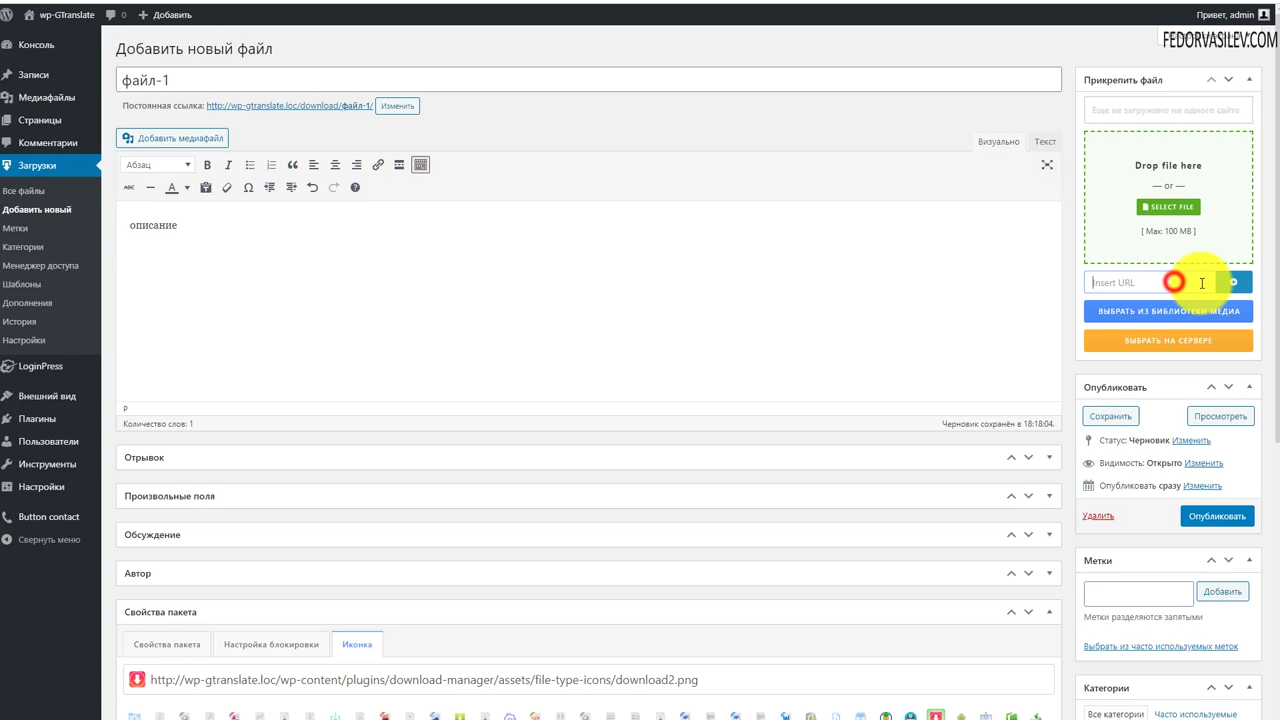 wp-GTranslate 0 Добавить Привет, admin
FEDORVASILEV.COM
Консоль
Записи
Медиафайлы
Страницы
Комментарии
Загрузки
Все файлы
Добавить новый
Метки
Категории
Менеджер доступа
Шаблоны
Дополнения
История
Настройки
LoginPress
Внешний вид
Плагины
Пользователи
Инструменты
Настройки
Button contact
Свернуть меню
Добавить новый файл
файл-1
Постоянная ссылка: http://wp-gtranslate.loc/download/файл-1/ Изменить
Добавить медиафайл
Визуально Текст
Абзац
описание
P
Количество слов: 1 Черновик сохранён в 18:18:04.
Отрывок
Произвольные поля
Обсуждение
Автор
Свойства пакета
Свойства пакета Настройка блокировки Иконка
http://wp-gtranslate.loc/wp-content/plugins/download-manager/assets/file-type-icons/download2.png
Прикрепить файл
Еще не загружено ни одного сайта
Drop file here
— or —
SELECT FILE
[ Max: 100 MB ]
Insert URL
ВЫБРАТЬ ИЗ БИБЛИОТЕКИ МЕДИА
ВЫБРАТЬ НА СЕРВЕРЕ
Опубликовать
Сохранить Просмотреть
Статус: Черновик Изменить
Видимость: Открыто Изменить
Опубликовать сразу Изменить
Удалить Опубликовать
Метки
Добавить
Метки разделяются запятыми
Выбрать из часто используемых меток
Категории
Все категории Часто используемые